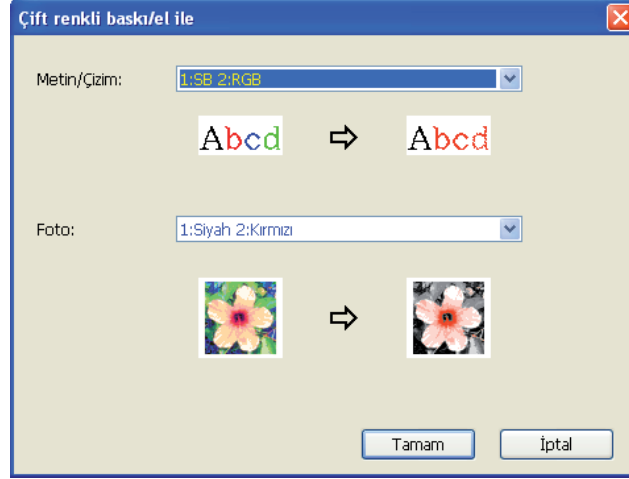 Çift renkli baskı/el ile
Metin/Çizim: 1:SB 2:RGB
Abcd Abcd
Foto: 1:Siyah 2:Kırmızı
Tamam İptal